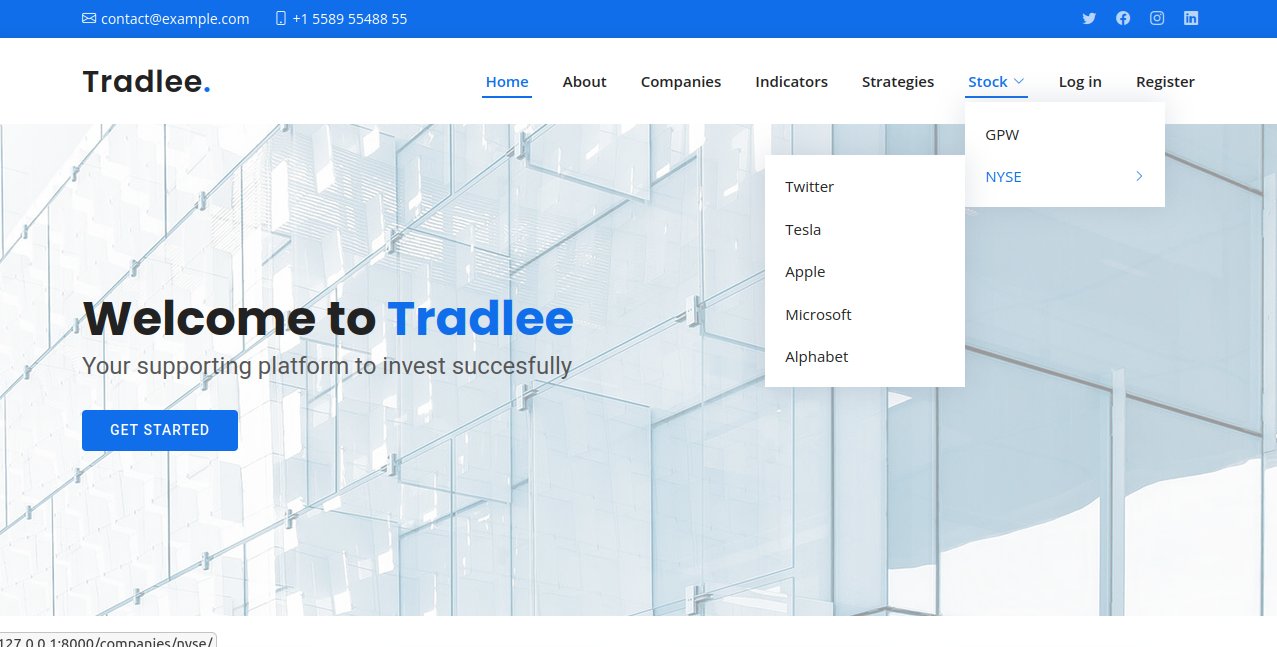 contact@example.com +1 5589 55488 55
Tradlee. Home About Companies Indicators Strategies Stock Log in Register
GPW
NYSE
Twitter
Tesla
Apple
Microsoft
Alphabet
Welcome to Tradlee
Your supporting platform to invest succesfully
GET STARTED
127.0.0.1:8000/companies/nyse/